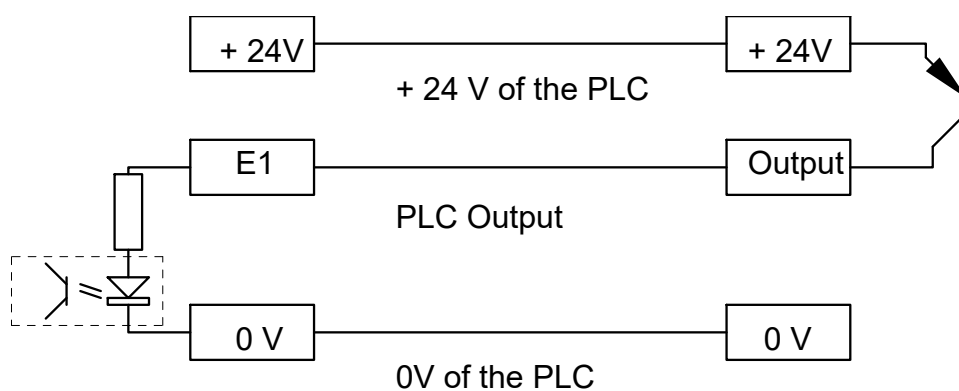 + 24V + 24V
+ 24 V of the PLC
E1 Output
PLC Output
0 V 0 V
0V of the PLC